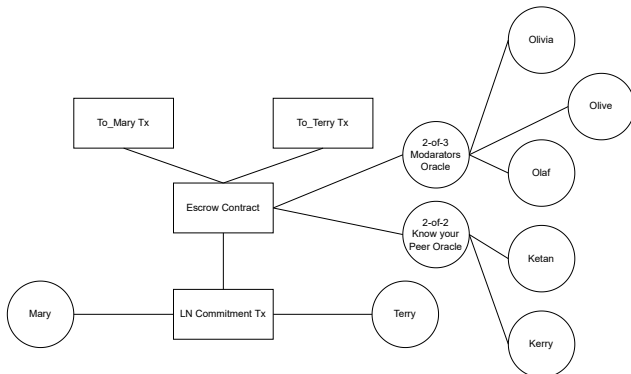 Olivia
Olive
To_Mary Tx
To_Terry Tx
2-of-3
Modarators
Oracle
Olaf
Escrow Contract
2-of-2
Know your
Peer Oracle
Ketan
Mary
LN Commitment Tx
Terry
Kerry